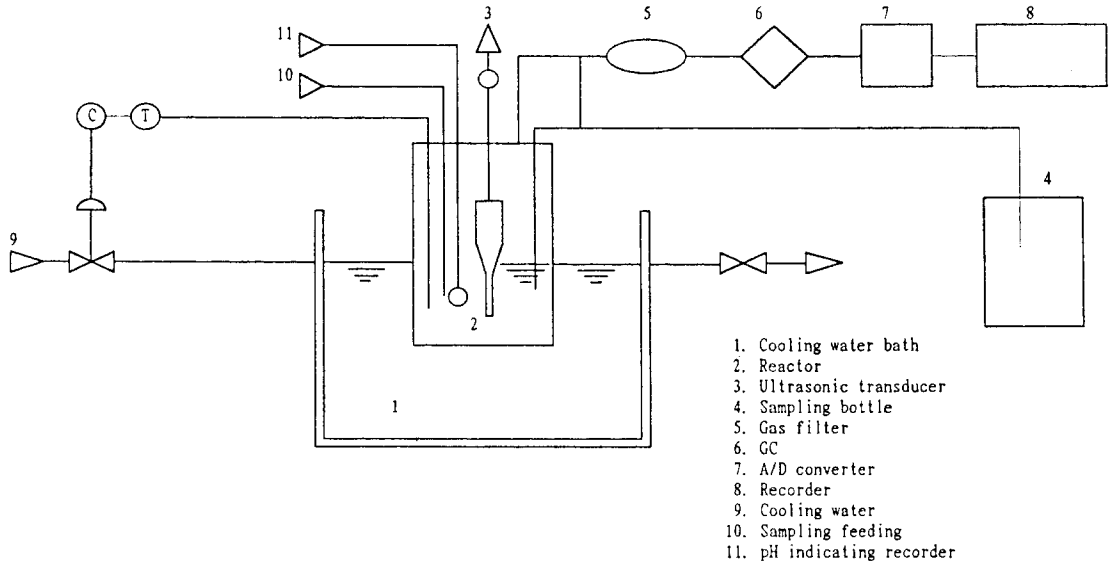 3
5
6
7
8
11
10
C
T
4
9
2
1
1. Cooling water bath
2. Reactor
3. Ultrasonic transducer
4. Sampling bottle
5. Gas filter
6. GC
7. A/D converter
8. Recorder
9. Cooling water
10. Sampling feeding
11. pH indicating recorder